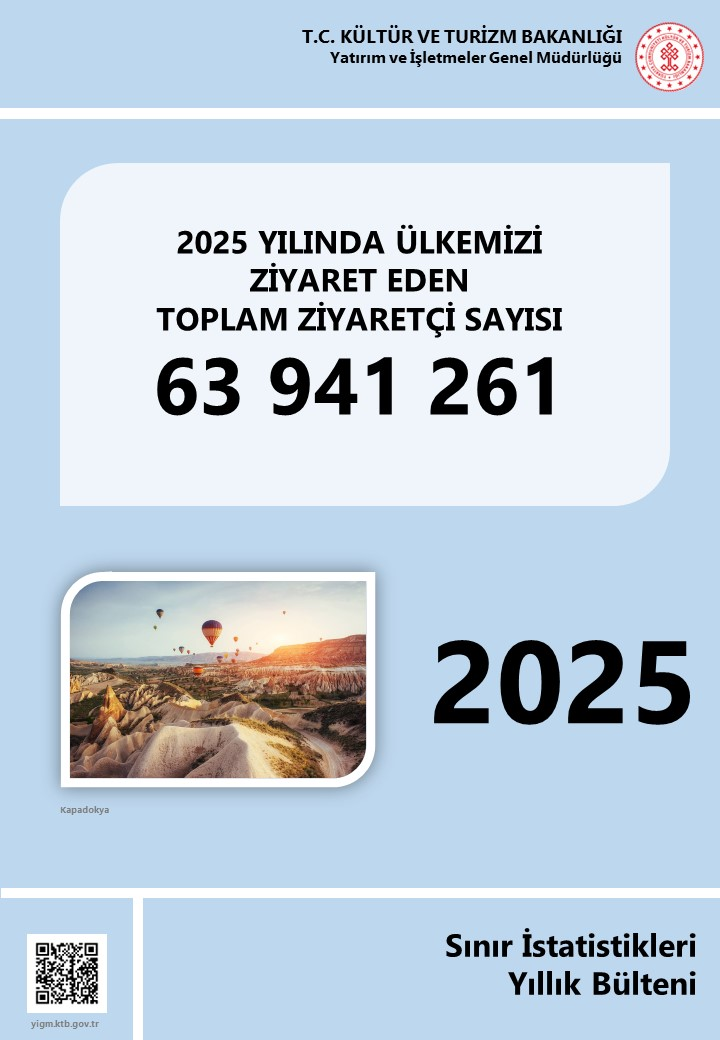 T.C. KÜLTÜR VE TURİZM BAKANLIĞI
Yatırım ve İşletmeler Genel Müdürlüğü
2025 YILINDA ÜLKEMİZİ
ZİYARET EDEN
TOPLAM ZİYARETÇİ SAYISI
63 941 261
2025
Kapadokya
Sınır İstatistikleri
Yıllık Bülteni
yigm.ktb.gov.tr